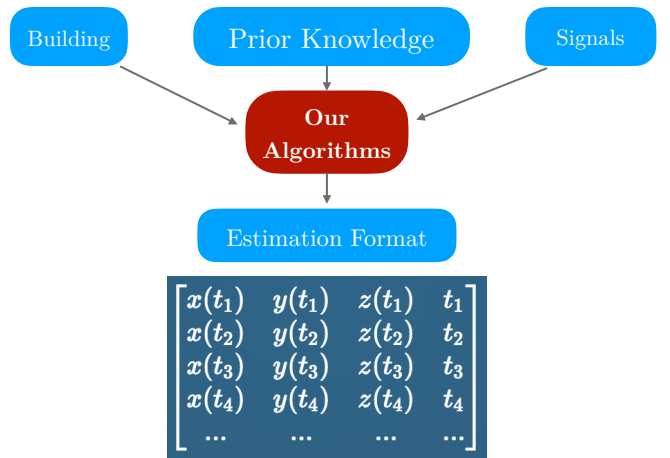 Building
Prior Knowledge
Signals
Our
Algorithms
Estimation Format
x(t₁) y(t₁) z(t₁) t₁
x(t₂) y(t₂) z(t₂) t₂
x(t₃) y(t₃) z(t₃) t₃
x(t₄) y(t₄) z(t₄) t₄
... ... ... ...